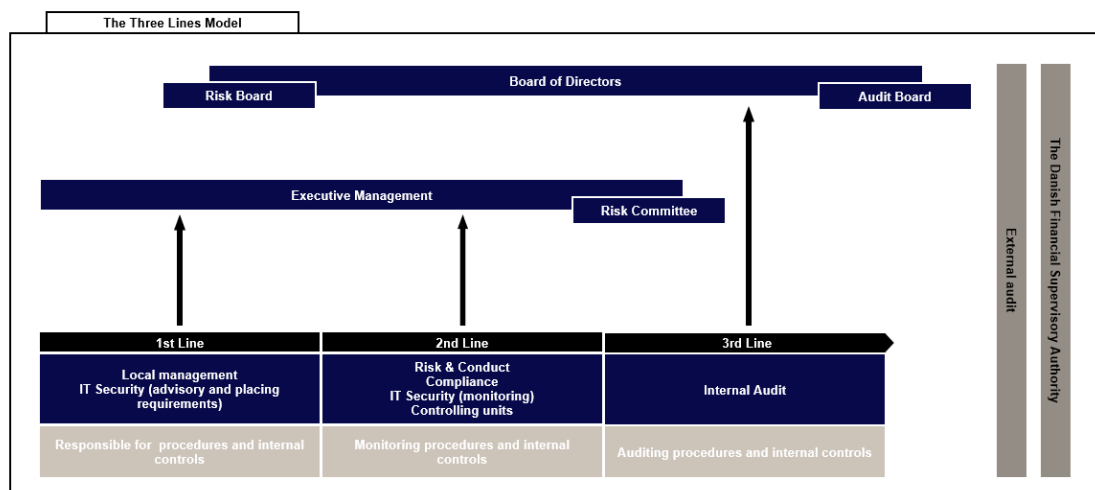 The Three Lines Model
Board of Directors
Risk Board
Audit Board
Executive Management
Risk Committee
1st Line
2nd Line
3rd Line
Local management
IT Security (advisory and placing
requirements)
Risk & Conduct
Compliance
IT Security (monitoring)
Controlling units
Internal Audit
Responsible for procedures and internal
controls
Monitoring procedures and internal
controls
Auditing procedures and internal controls
External audit
The Danish Financial Supervisory Authority